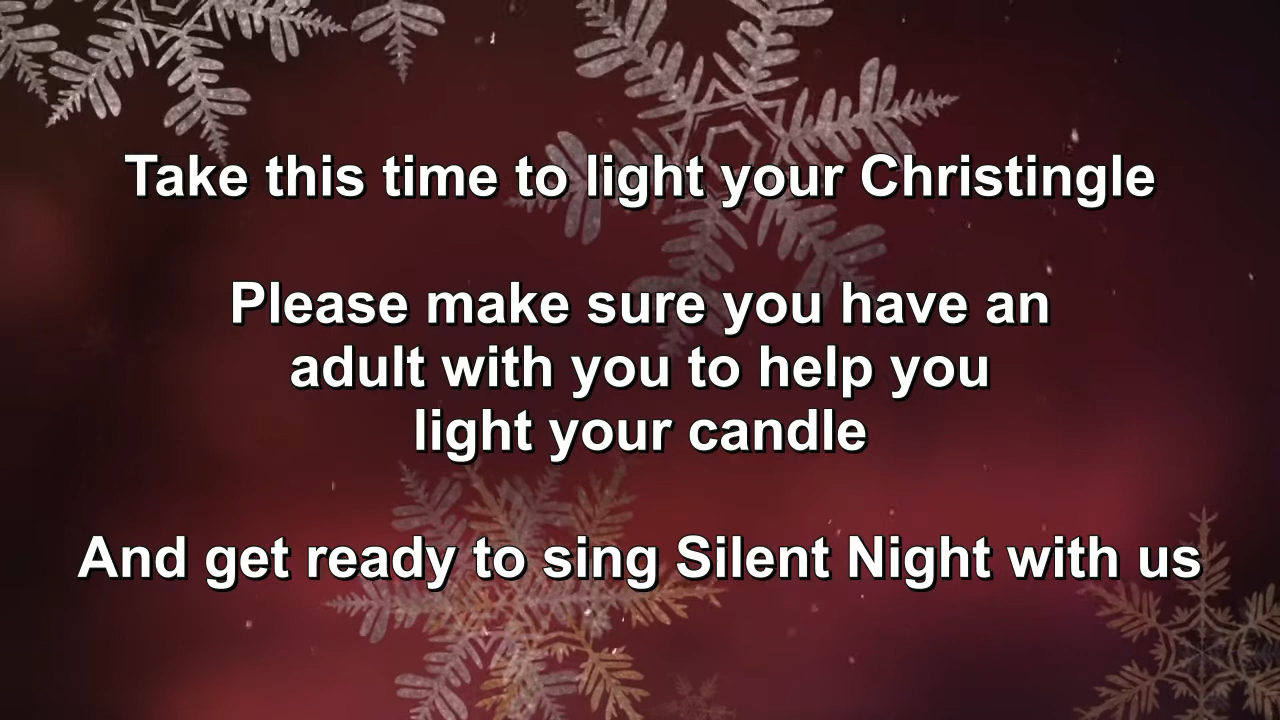 Take this time to light your Christingle
Please make sure you have an
adult with you to help you
light your candle
And get ready to sing Silent Night with us